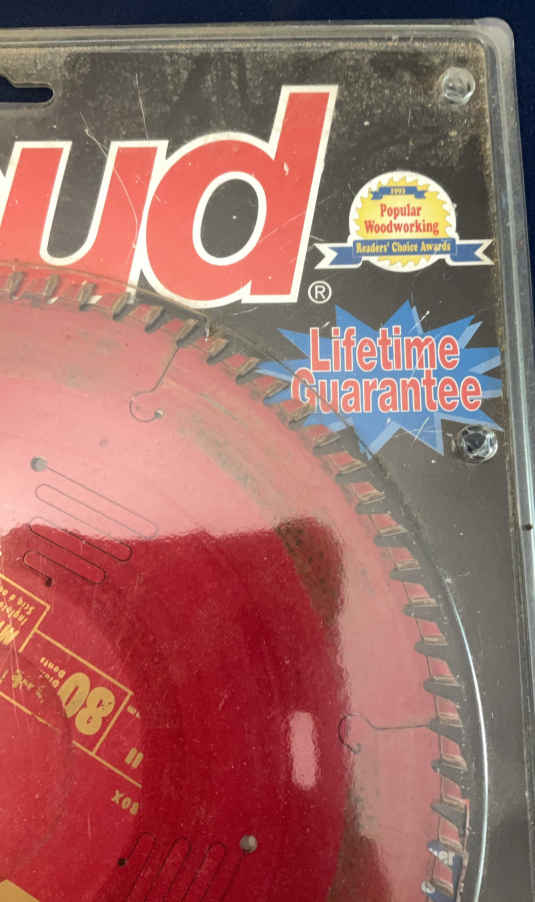 ud
®
1993
Popular
Woodworking
Readers' Choice Awards
Lifetime
Guarantee
80